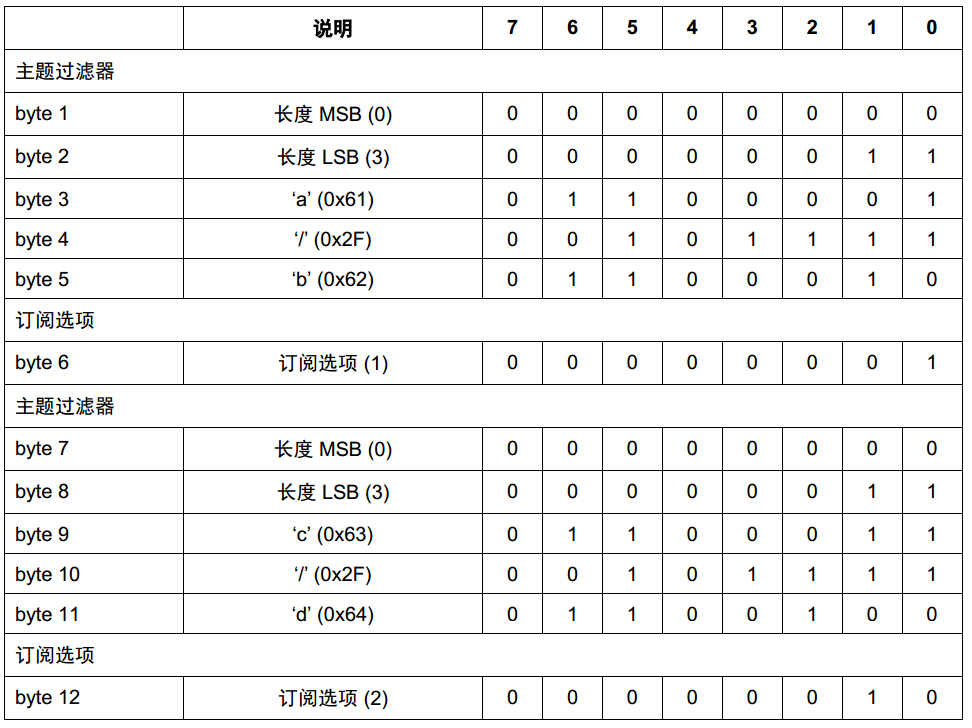 说明 7 6 5 4 3 2 1 0
主题过滤器
byte 1 长度 MSB (0) 0 0 0 0 0 0 0 0
byte 2 长度 LSB (3) 0 0 0 0 0 0 1 1
byte 3 ‘a’ (0x61) 0 1 1 0 0 0 0 1
byte 4 ‘/’ (0x2F) 0 0 1 0 1 1 1 1
byte 5 ‘b’ (0x62) 0 1 1 0 0 0 1 0
订阅选项
byte 6 订阅选项 (1) 0 0 0 0 0 0 0 1
主题过滤器
byte 7 长度 MSB (0) 0 0 0 0 0 0 0 0
byte 8 长度 LSB (3) 0 0 0 0 0 0 1 1
byte 9 ‘c’ (0x63) 0 1 1 0 0 0 1 1
byte 10 ‘/’ (0x2F) 0 0 1 0 1 1 1 1
byte 11 ‘d’ (0x64) 0 1 1 0 0 1 0 0
订阅选项
byte 12 订阅选项 (2) 0 0 0 0 0 0 1 0